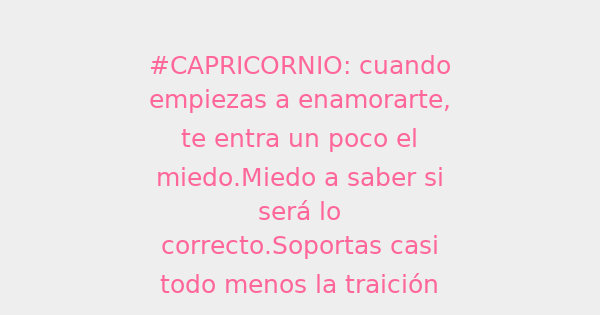 #CAPRICORNIO: cuando
empiezas a enamorarte,
te entra un poco el
miedo.Miedo a saber si
será lo
correcto.Soportas casi
todo menos la traición